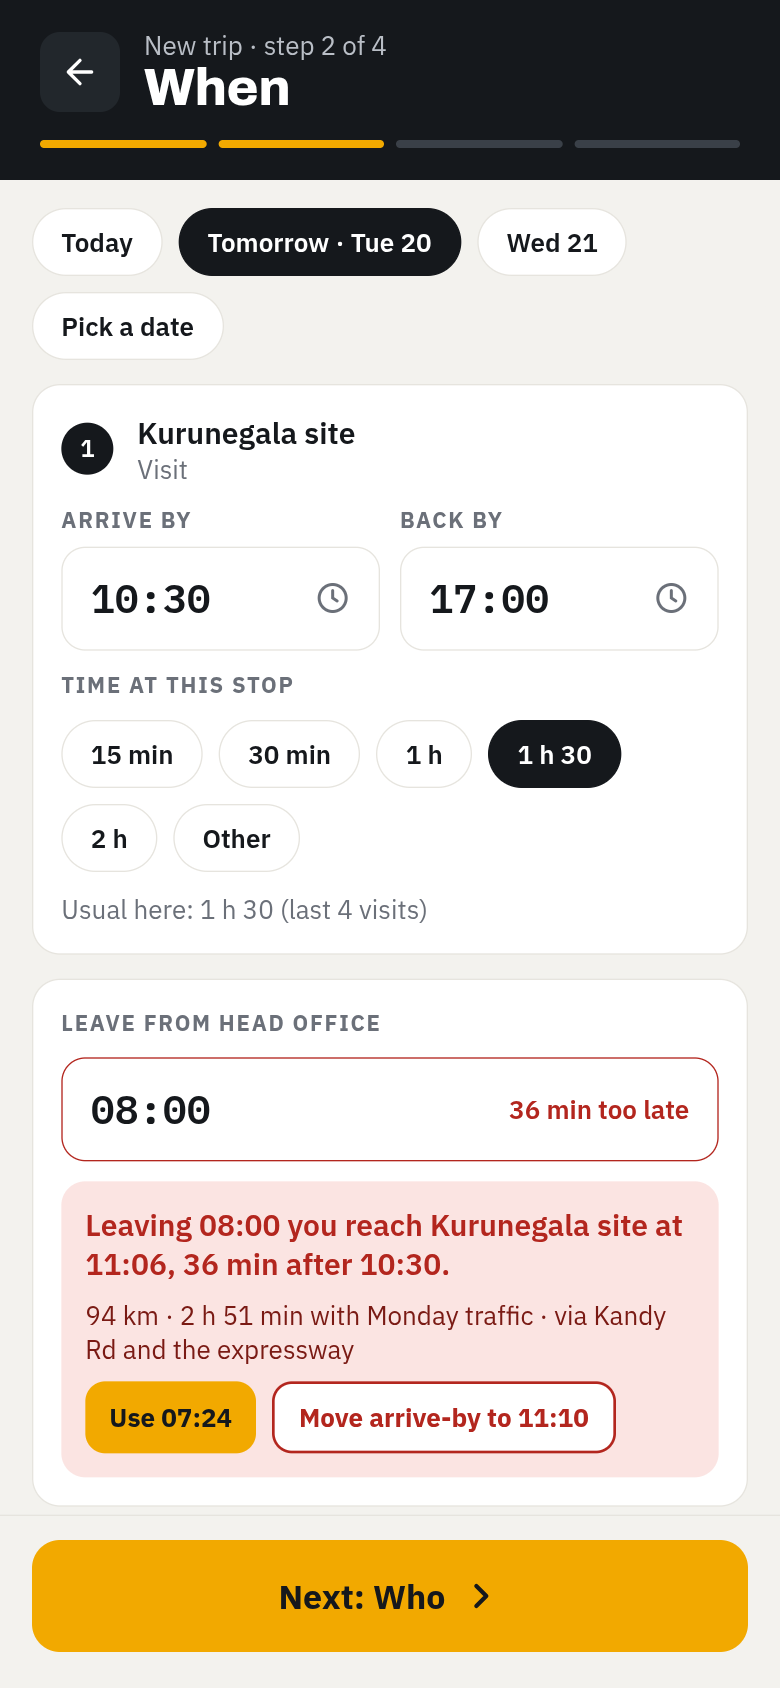 New trip · step 2 of 4
When
Today
Tomorrow · Tue 20
Wed 21
Pick a date
1
Kurunegala site
Visit
ARRIVE BY
BACK BY
10:30
17:00
TIME AT THIS STOP
15 min
30 min
1 h
1 h 30
2 h
Other
Usual here: 1 h 30 (last 4 visits)
LEAVE FROM HEAD OFFICE
08:00
36 min too late
Leaving 08:00 you reach Kurunegala site at
11:06, 36 min after 10:30.
94 km · 2 h 51 min with Monday traffic · via Kandy
Rd and the expressway
Use 07:24
Move arrive-by to 11:10
Next: Who